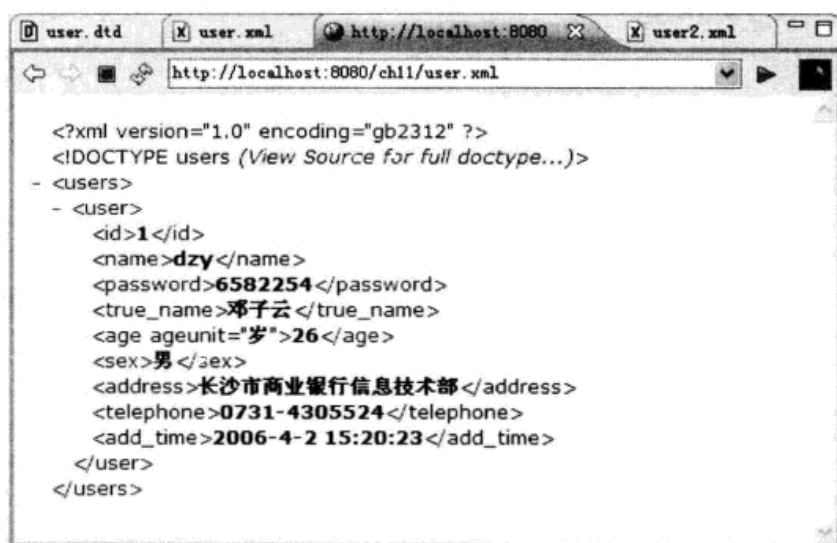 user.dtd user.xml http://localhost:8080 user2.xml
http://localhost:8080/ch11/user.xml
<?xml version="1.0" encoding="gb2312" ?>
<!DOCTYPE users (View Source for full doctype...)>
- <users>
- <user>
<id>1</id>
<name>dzy</name>
<password>6582254</password>
<true_name>邓子云</true_name>
<age ageunit="岁">26</age>
<sex>男</sex>
<address>长沙市商业银行信息技术部</address>
<telephone>0731-4305524</telephone>
<add_time>2006-4-2 15:20:23</add_time>
</user>
</users>